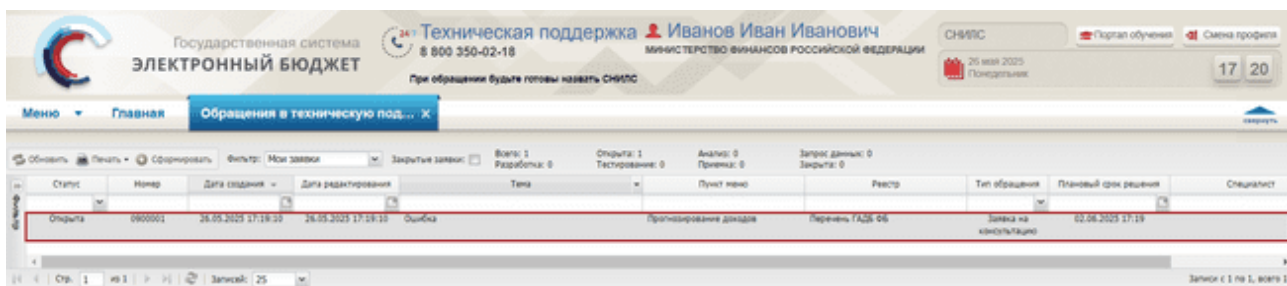 Государственная система
ЭЛЕКТРОННЫЙ БЮДЖЕТ
24/7 Техническая поддержка
8 800 350-02-18
При обращении будьте готовы назвать СНИЛС
Иванов Иван Иванович
МИНИСТЕРСТВО ФИНАНСОВ РОССИЙСКОЙ ФЕДЕРАЦИИ
СНИЛС
Портал обучения Смена профиля
26 мая 2025
Понедельник
17 20
Меню Главная Обращения в техническую под... x
свернуть
Обновить Печать Сформировать Фильтр: Мои заявки Закрытые заявки:
Всего: 1 Открыта: 1 Анализ: 0 Запрос данных: 0
Разработка: 0 Тестирование: 0 Приемка: 0 Закрыта: 0
Фильтр
Статус Номер Дата создания Дата редактирования Тема Пункт меню Реестр Тип обращения Плановый срок решения Специалист
Открыта 0900001 26.05.2025 17:19:10 26.05.2025 17:19:10 Ошибка Прогнозирование доходов Перечень ГАДБ ФБ Заявка на 02.06.2025 17:19
консультацию
Стр. 1 из 1 Записей: 25 Записи с 1 по 1, всего 1